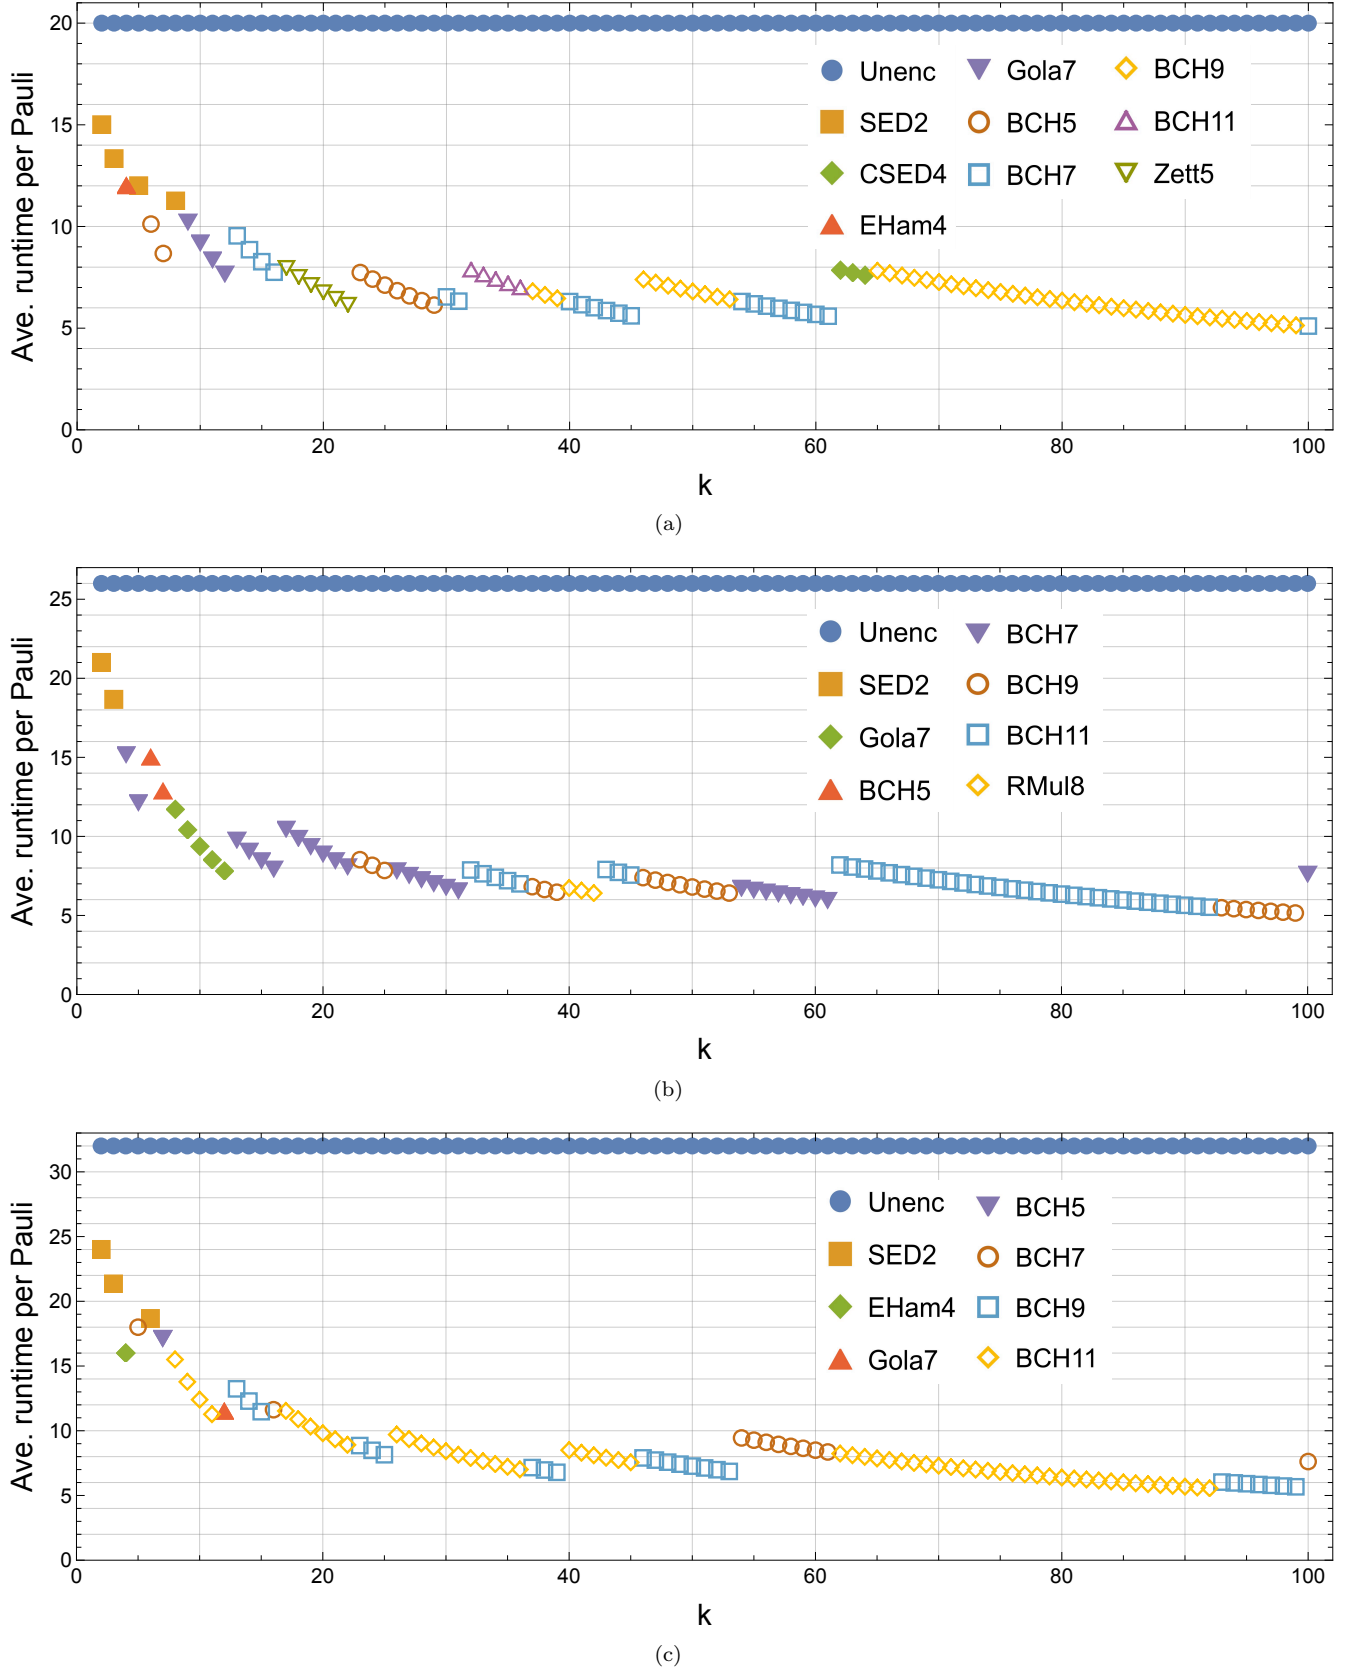 20
15
10
5
0
Ave. runtime per Pauli
Unenc
SED2
CSED4
EHam4
Gola7
BCH5
BCH7
BCH9
BCH11
Zett5
0 20 40 60 80 100
k
(a)
25
20
15
10
5
0
Ave. runtime per Pauli
Unenc
SED2
Gola7
BCH5
BCH7
BCH9
BCH11
RMul8
0 20 40 60 80 100
k
(b)
30
25
20
15
10
5
0
Ave. runtime per Pauli
Unenc
SED2
EHam4
Gola7
BCH5
BCH7
BCH9
BCH11
0 20 40 60 80 100
k
(c)